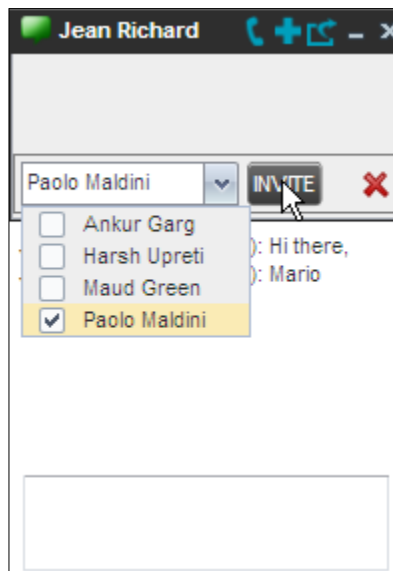 Jean Richard
Paolo Maldini INVITE
Ankur Garg
): Hi there,
Harsh Upreti
): Mario
Maud Green
Paolo Maldini